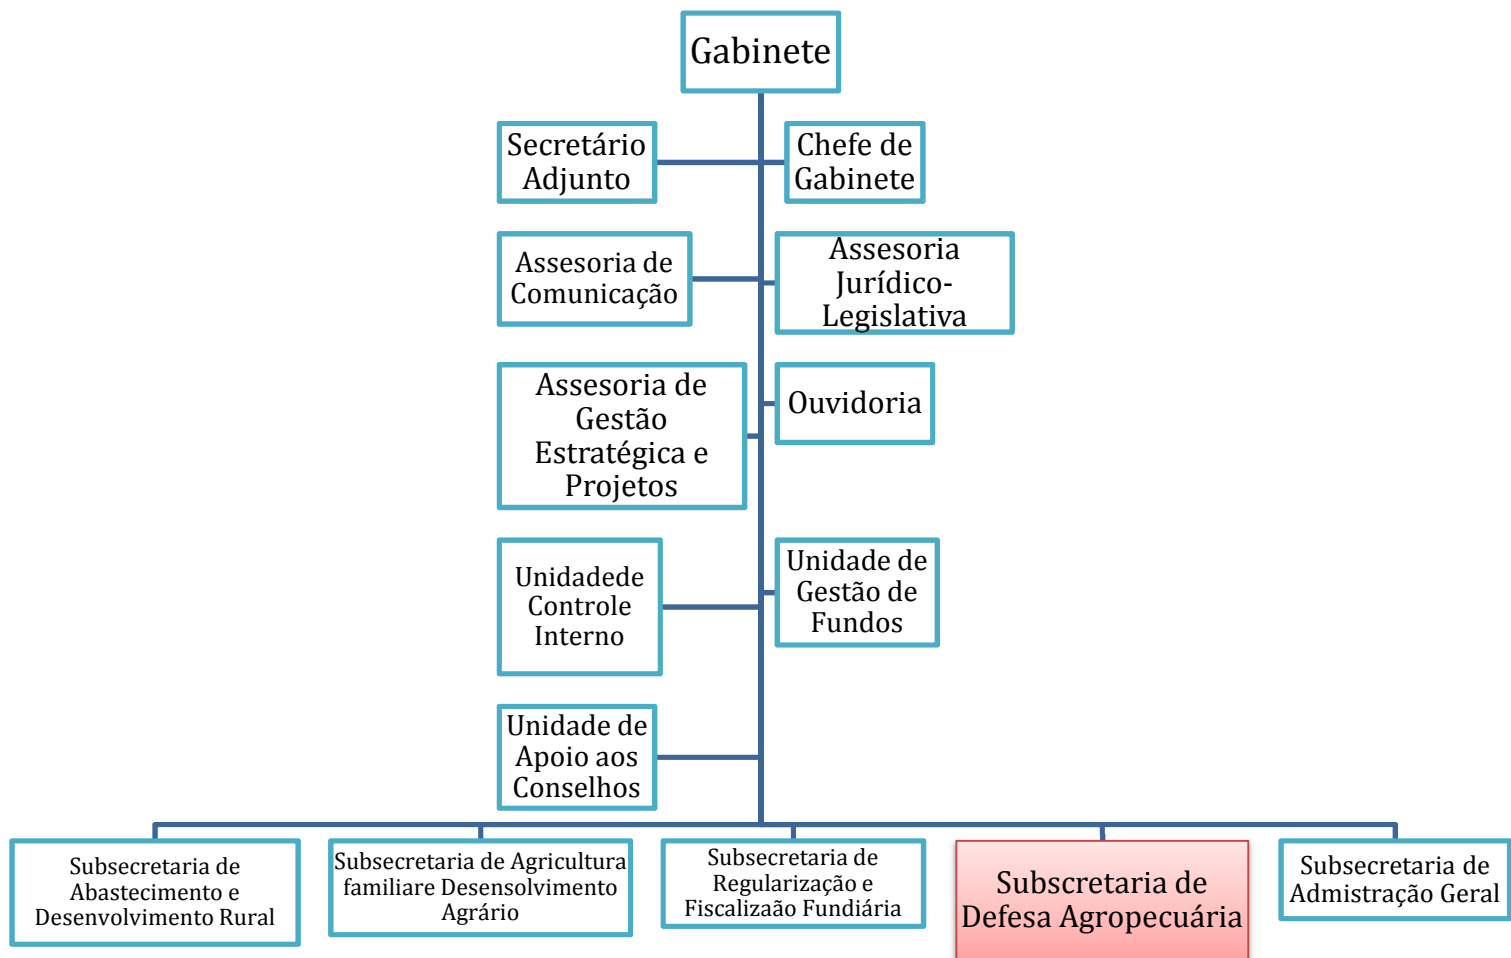 Gabinete
Secretário
Adjunto
Chefe de
Gabinete
Assesoria de
Comunicação
Assesoria
Jurídico-
Legislativa
Assesoria de
Gestão
Estratégica e
Projetos
Ouvidoria
Unidadede
Controle
Interno
Unidade de
Gestão de
Fundos
Unidade de
Apoio aos
Conselhos
Subsecretaria de
Abastecimento e
Desenvolvimento Rural
Subsecretaria de Agricultura
familiare Desensolvimento
Agrário
Subsecretaria de
Regularização e
Fiscalizaão Fundiária
Subscretaria de
Defesa Agropecuária
Subsecretaria de
Admistração Geral